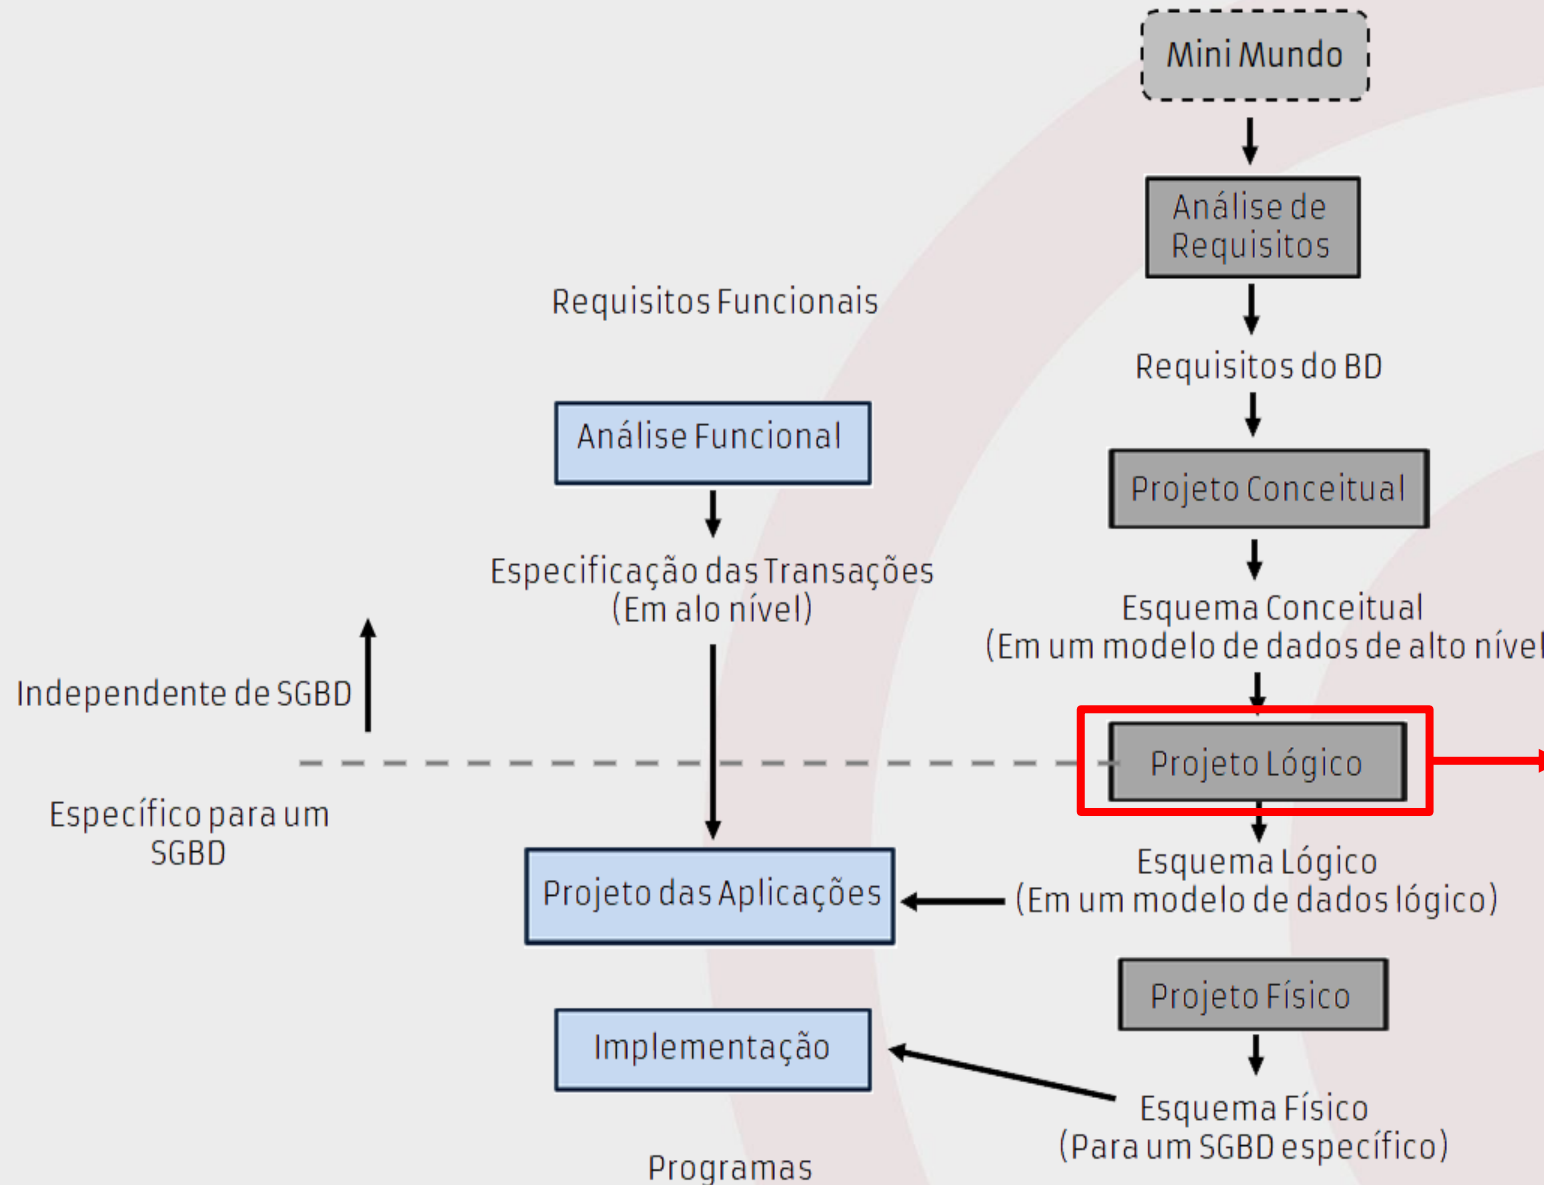 Mini Mundo
Análise de
Requisitos
Requisitos Funcionais
Requisitos do BD
Análise Funcional
Projeto Conceitual
Especificação das Transações
(Em alo nível)
Esquema Conceitual
(Em um modelo de dados de alto nível
Independente de SGBD
Projeto Lógico
Específico para um
SGBD
Esquema Lógico
(Em um modelo de dados lógico)
Projeto das Aplicações
Projeto Físico
Implementação
Esquema Físico
(Para um SGBD específico)
Programas